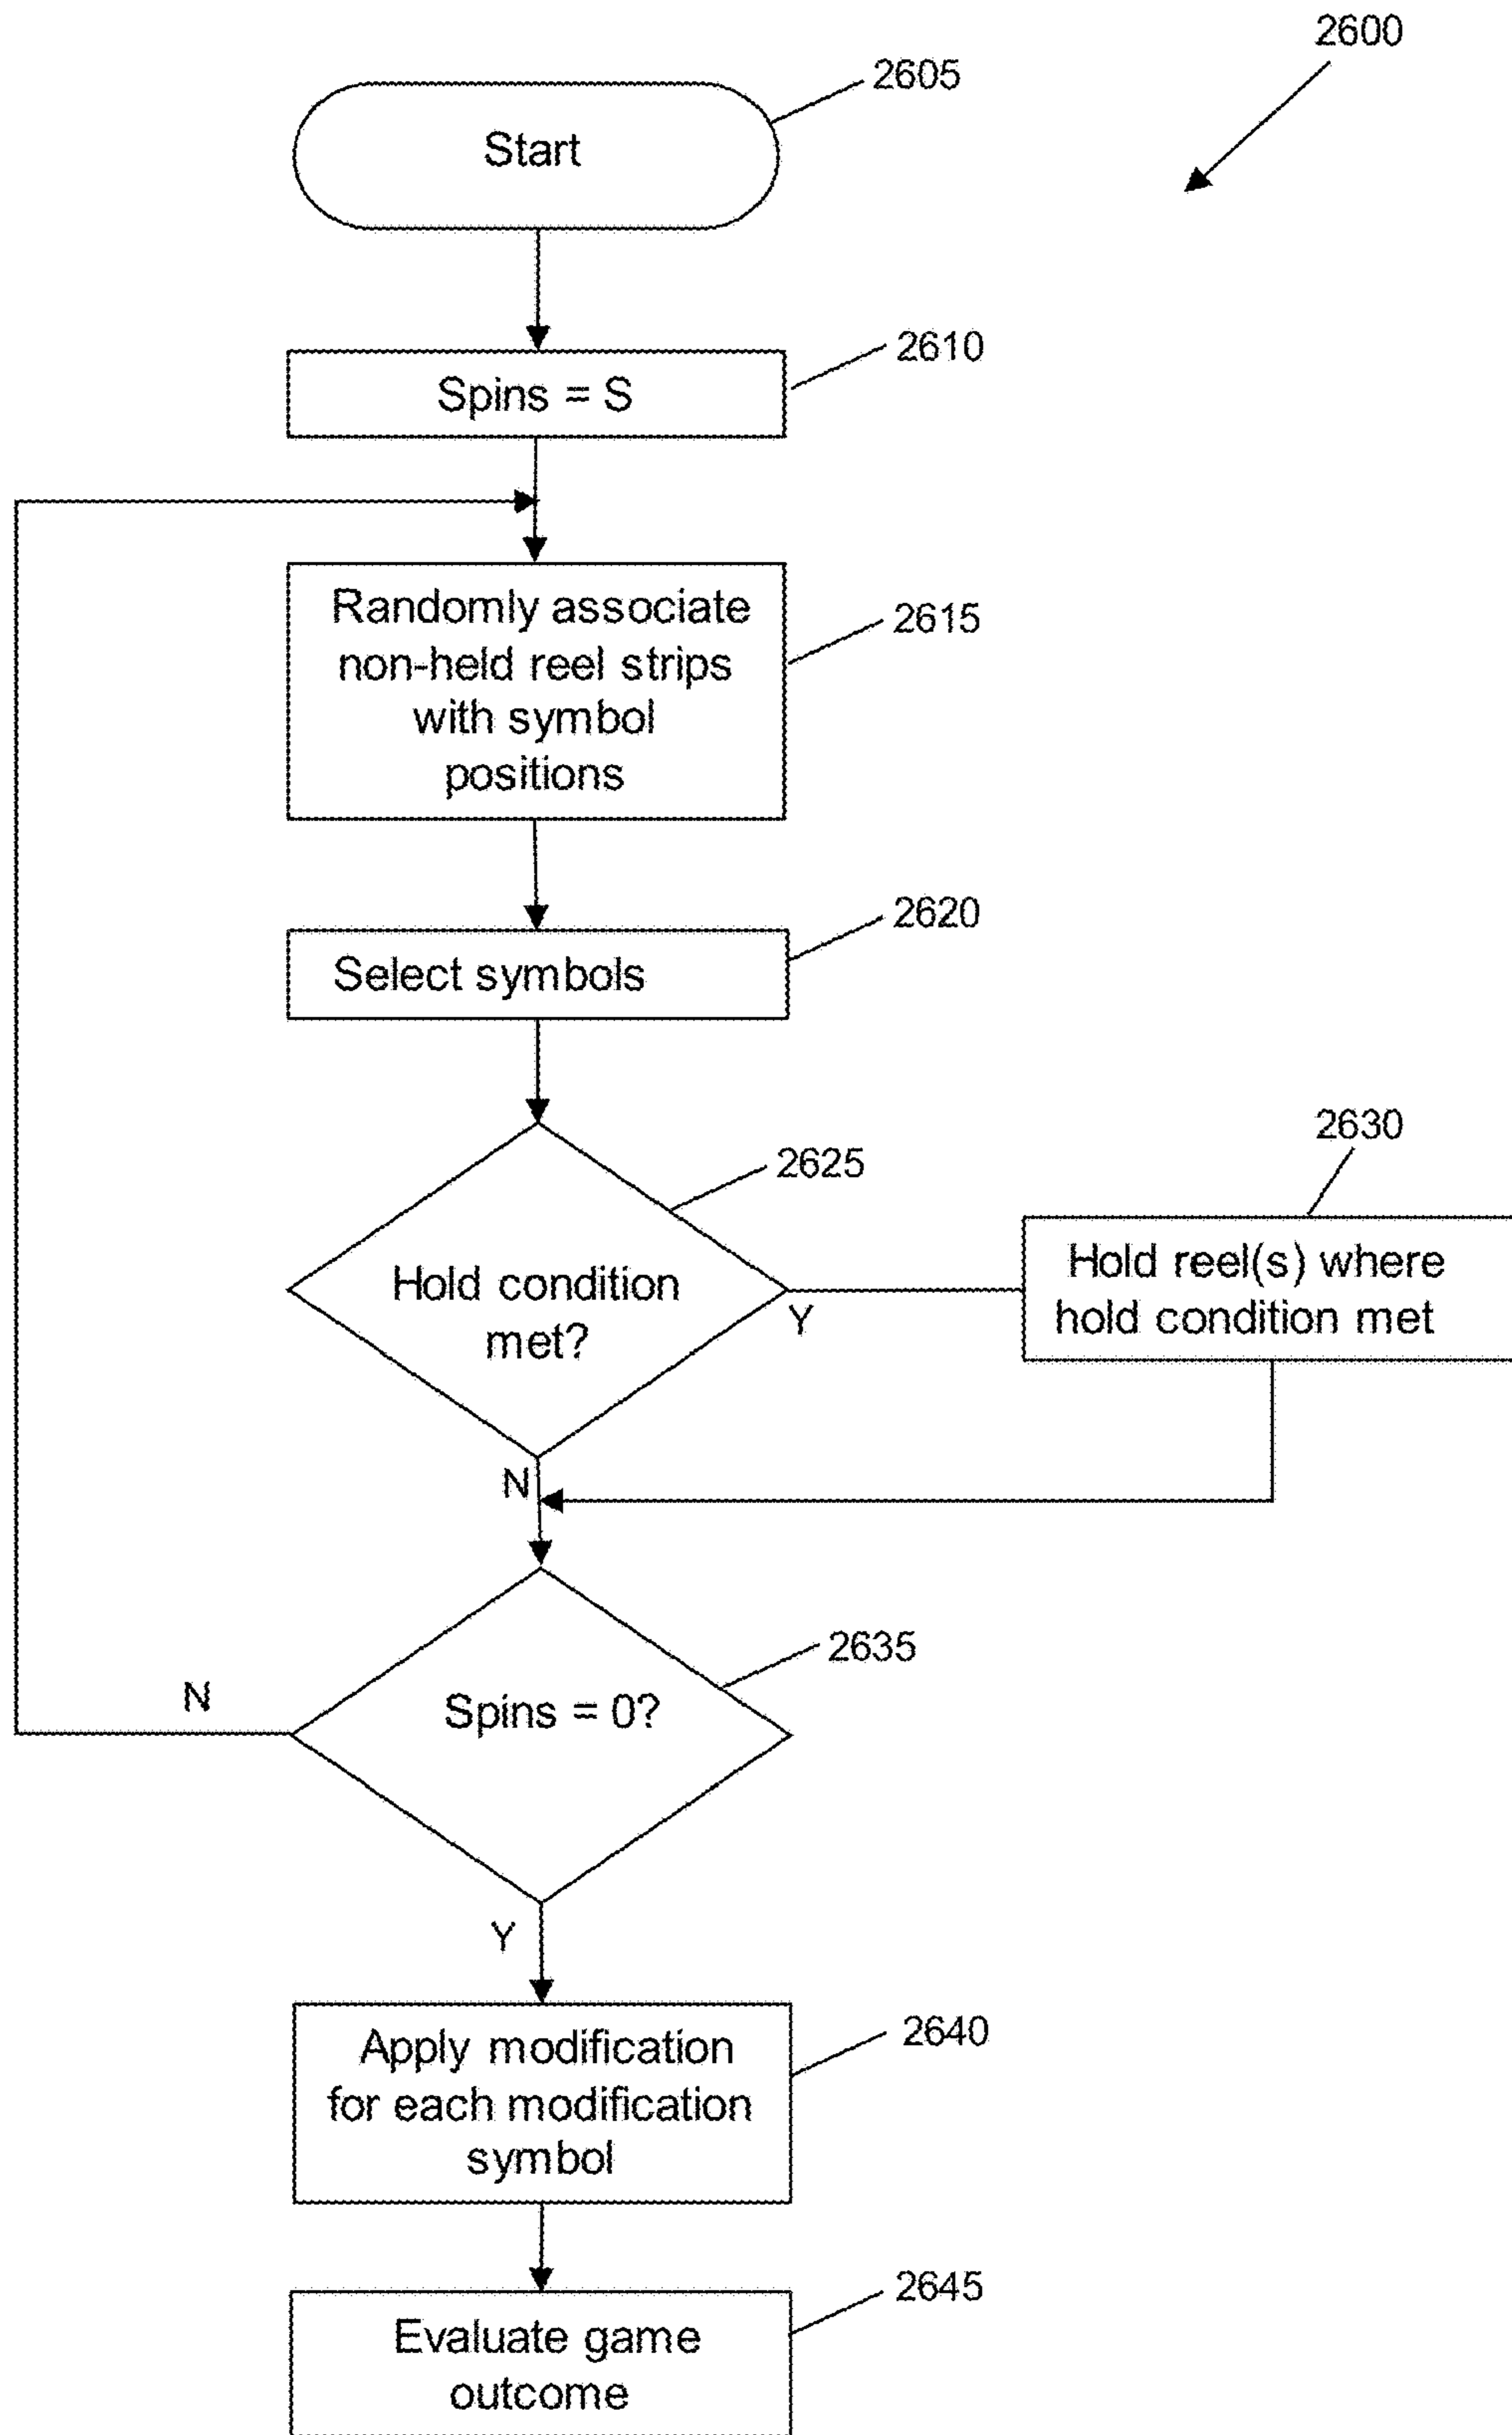 2600
2605
Start
2610
Spins = S
Randomly associate
non-held reel strips
with symbol
positions
2615
2620
Select symbols
2625
Hold condition
met?
Y
N
2630
Hold reel(s) where
hold condition met
2635
Spins = 0?
N
Y
2640
Apply modification
for each modification
symbol
2645
Evaluate game
outcome